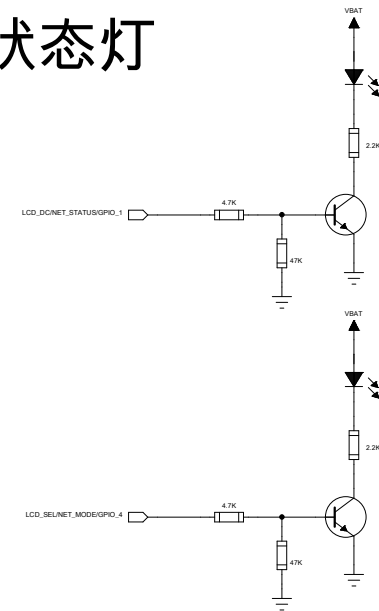 状态灯
VBAT
2.2K
4.7K
LCD_DC/NET_STATUS/GPIO_1
47K
VBAT
2.2K
4.7K
LCD_SEL/NET_MODE/GPIO_4
47K